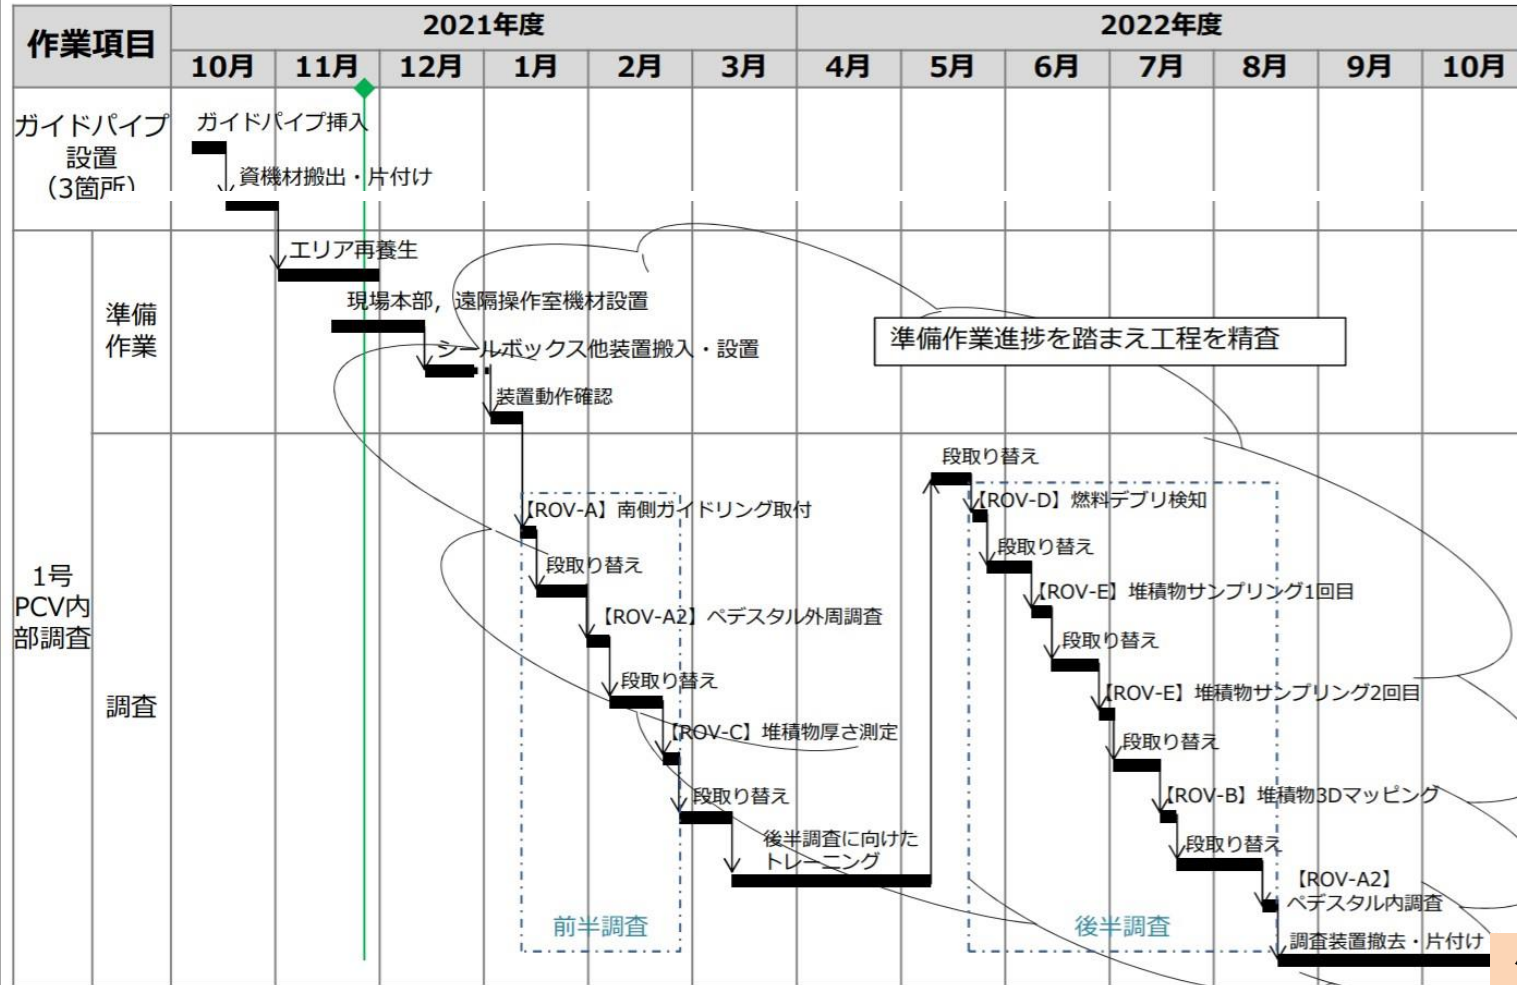 作業項目
2021年度
2022年度
10月
11月
12月
1月
2月
3月
4月
5月
6月
7月
8月
9月
10月
ガイドパイプ
設置
（3箇所）
ガイドパイプ挿入
資機材搬出・片付け
準備
作業
エリア再養生
現場本部，遠隔操作室機材設置
シールボックス他装置搬入・設置
装置動作確認
準備作業進捗を踏まえ工程を精査
1号
PCV内
部調査
調査
【ROV-A】南側ガイドリング取付
段取り替え
【ROV-A2】ペデスタル外周調査
段取り替え
【ROV-C】堆積物厚さ測定
段取り替え
後半調査に向けた
トレーニング
前半調査
段取り替え
【ROV-D】燃料デブリ検知
段取り替え
【ROV-E】堆積物サンプリング1回目
段取り替え
【ROV-E】堆積物サンプリング2回目
段取り替え
【ROV-B】堆積物3Dマッピング
段取り替え
【ROV-A2】
ペデスタル内調査
後半調査
調査装置撤去・片付け